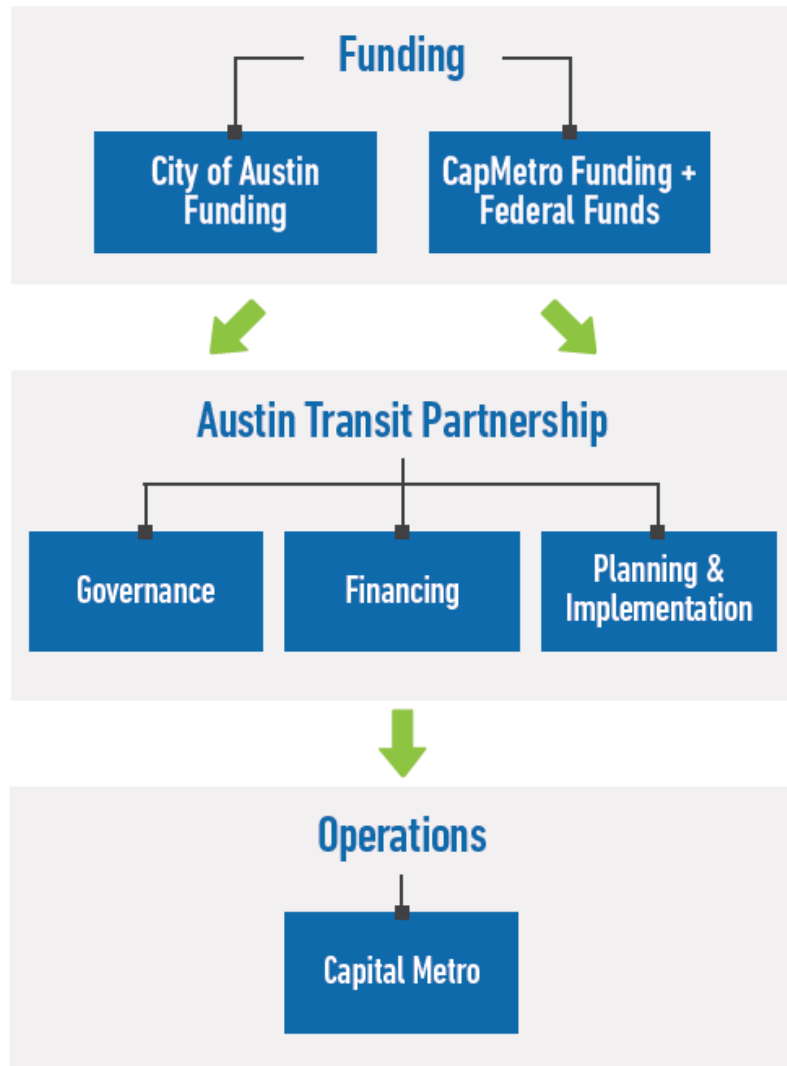 Funding
City of Austin
Funding
CapMetro Funding +
Federal Funds
Austin Transit Partnership
Governance
Financing
Planning &
Implementation
Operations
Capital Metro